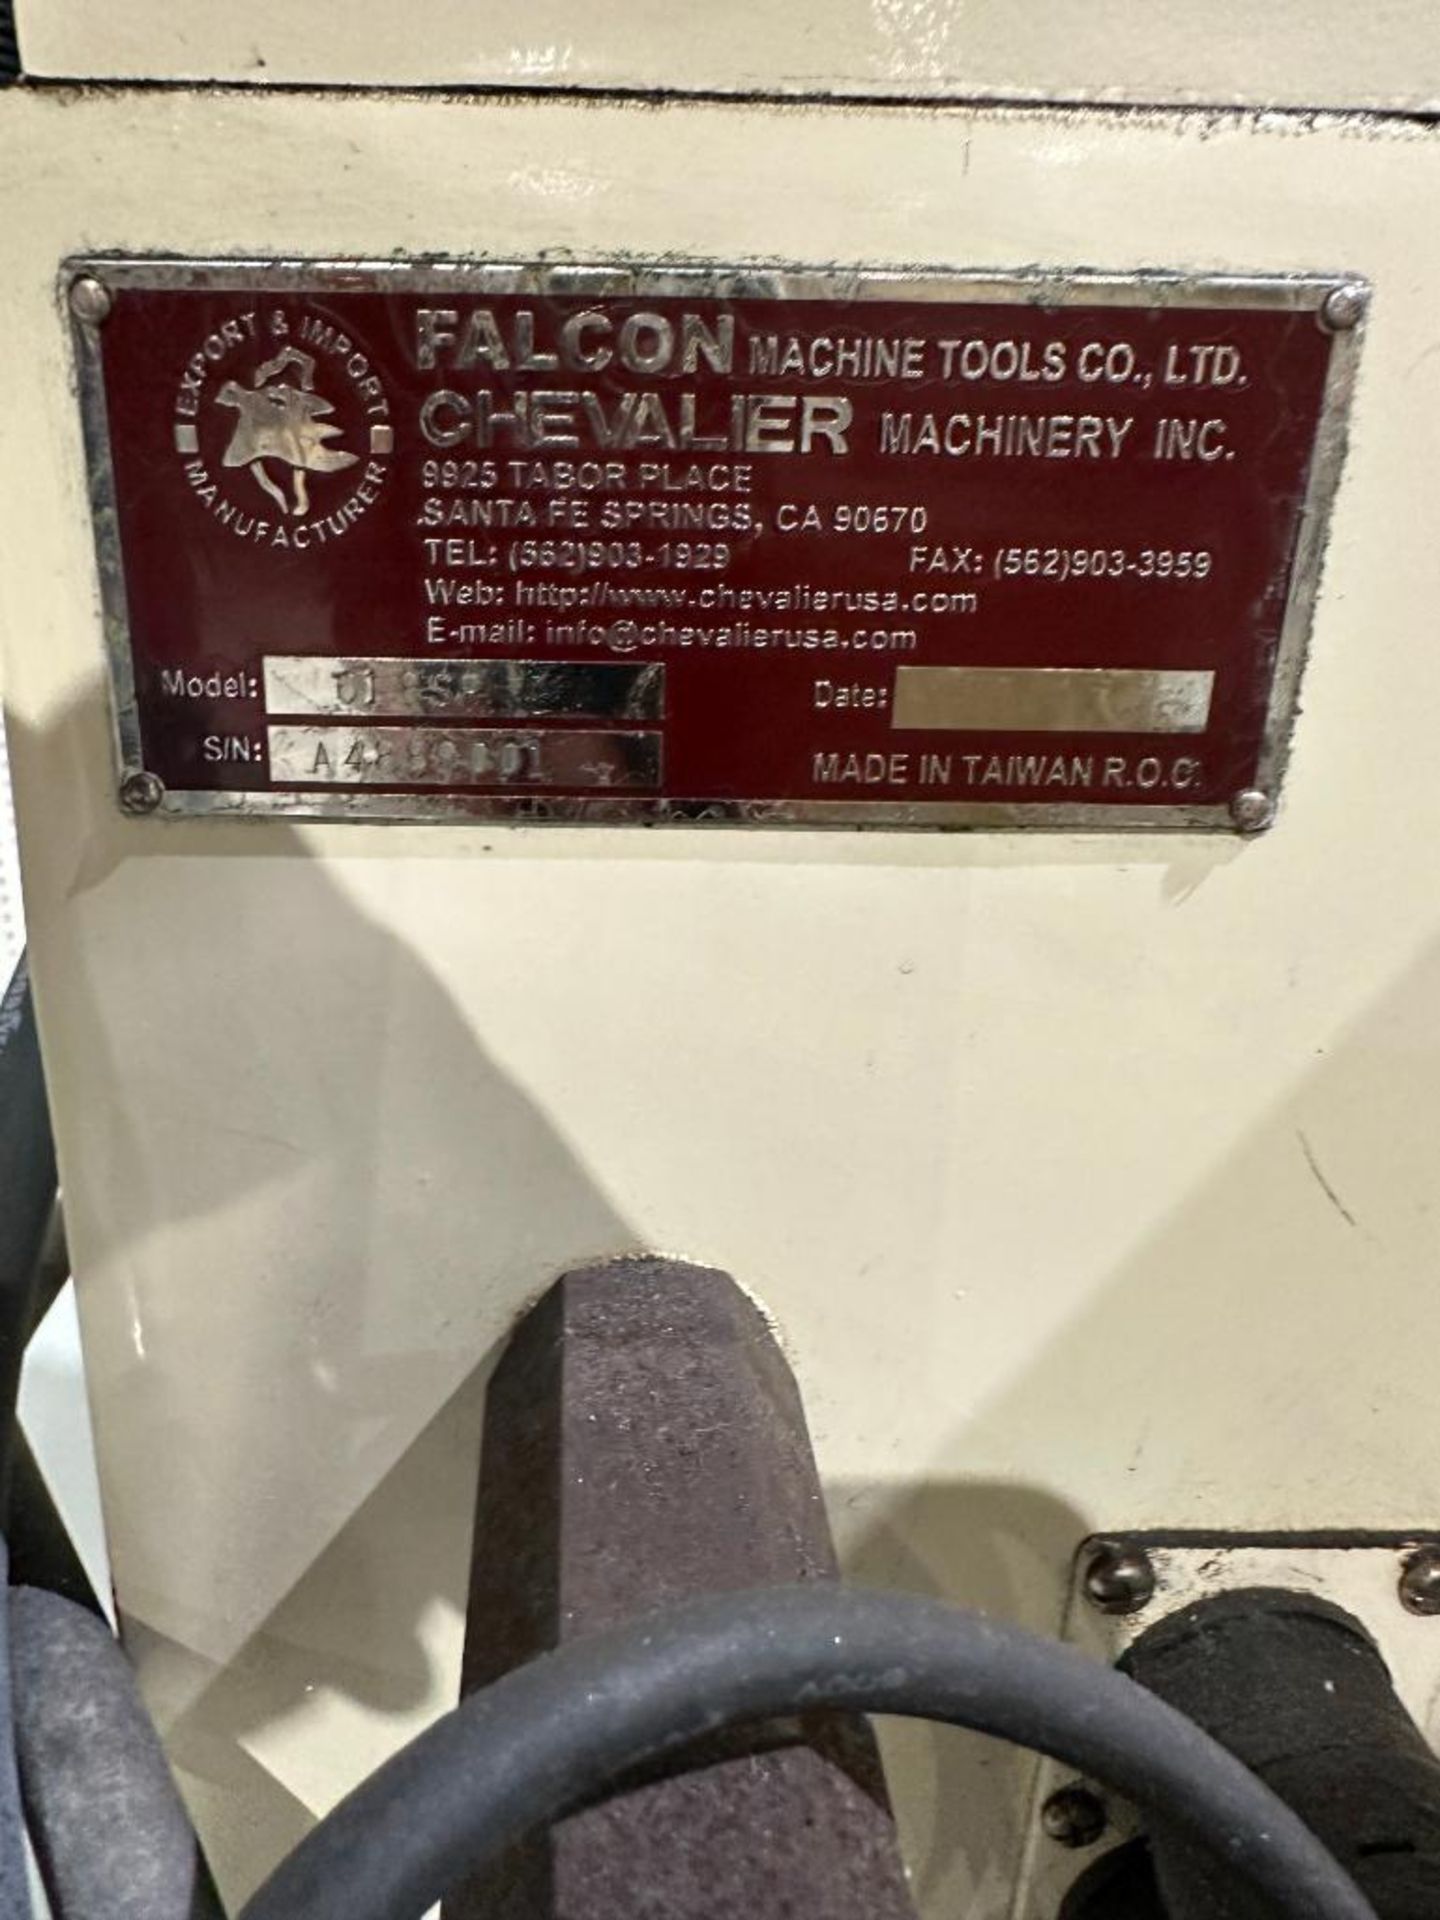 EXPORT & IMPORT
MANUFACTURER
FALCON MACHINE TOOLS CO., LTD.
CHEVALIER MACHINERY INC.
9925 TABOR PLACE
SANTA FE SPRINGS, CA 90670
TEL: (562)903-1929 FAX: (562)903-3959
Web: http://www.chevalierusa.com
E-mail: info@chevalierusa.com
Model:
Date:
S/N:
MADE IN TAIWAN R.O.C.